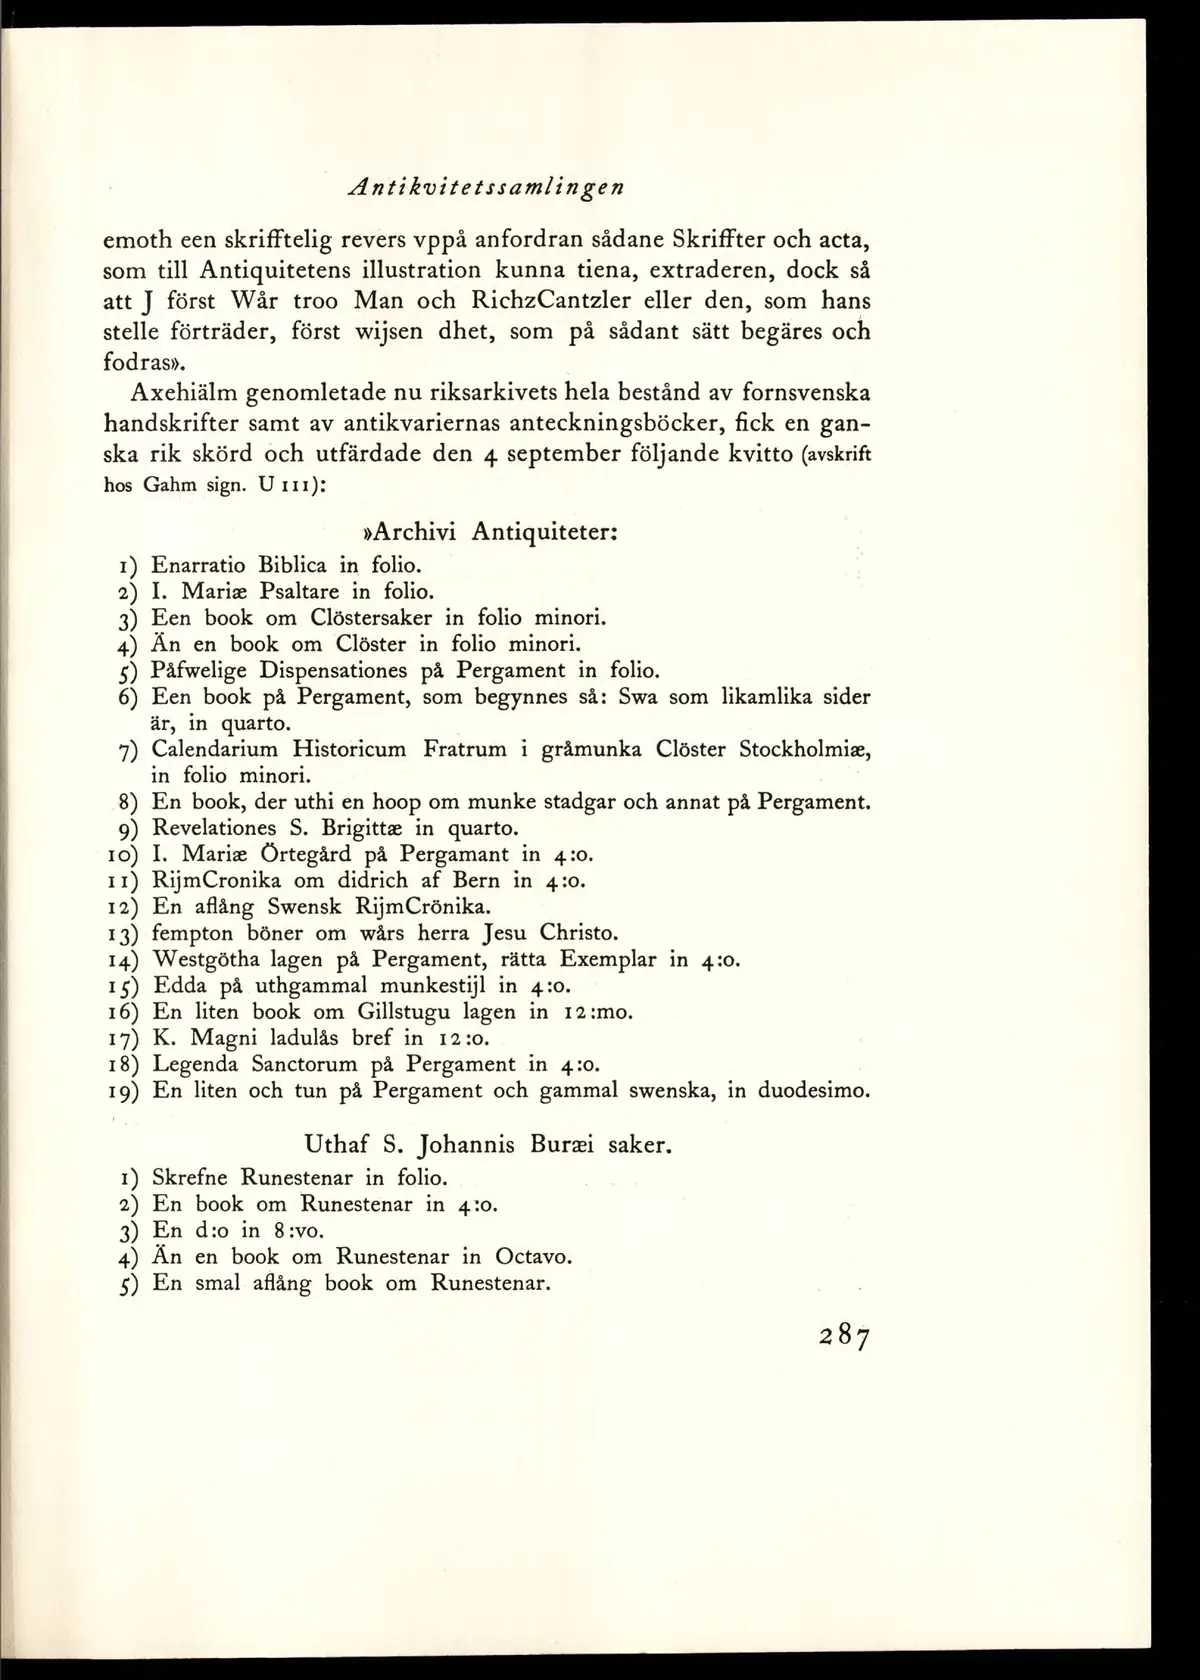 Antikvitetssamlingen
emoth een skrifftelig revers vppå anfordran sådane Skriffter och acta,
som till Antiquitetens illustration kunna tiena, extraderen, dock så
att J först Wår troo Man och RichzCantzler eller den, som hans
stelle förträder, först wijsen dhet, som på sådant sätt begäres och
fodras».
Axehiälm genomletade nu riksarkivets hela bestånd av fornsvenska
handskrifter samt av antikvariernas anteckningsböcker, fick en gan-
ska rik skörd och utfärdade den 4 september följande kvitto (avskrift
hos Gahm sign. U 111):
»Archivi Antiquiteter:
1) Enarratio Biblica in folio.
2) I. Mariæ Psaltare in folio.
3) Een book om Clöstersaker in folio minori.
4) Än en book om Clöster in folio minori.
5) Påfwelige Dispensationes på Pergament in folio.
6) Een book på Pergament, som begynnes så: Swa som likamlika sider
är, in quarto.
7) Calendarium Historicum Fratrum i gråmunka Clöster Stockholmiæ,
in folio minori.
8) En book, der uthi en hoop om munke stadgar och annat på Pergament.
9) Revelationes S. Brigittæ in quarto.
10) I. Mariæ Örtegård på Pergamant in 4:o.
11) RijmCronika om didrich af Bern in 4:o.
12) En aflång Swensk RijmCrönika.
13) fempton böner om wårs herra Jesu Christo.
14) Westgötha lagen på Pergament, rätta Exemplar in 4:o.
15) Edda på uthgammal munkestijl in 4:o.
16) En liten book om Gillstugu lagen in 12:mo.
17) K. Magni ladulås bref in 12:o.
18) Legenda Sanctorum på Pergament in 4:o.
19) En liten och tun på Pergament och gammal swenska, in duodesimo.
Uthaf S. Johannis Buræi saker.
1) Skrefne Runestenar in folio.
2) En book om Runestenar in 4:o.
3) En d:o in 8:vo.
4) Än en book om Runestenar in Octavo.
5) En smal aflång book om Runestenar.
287